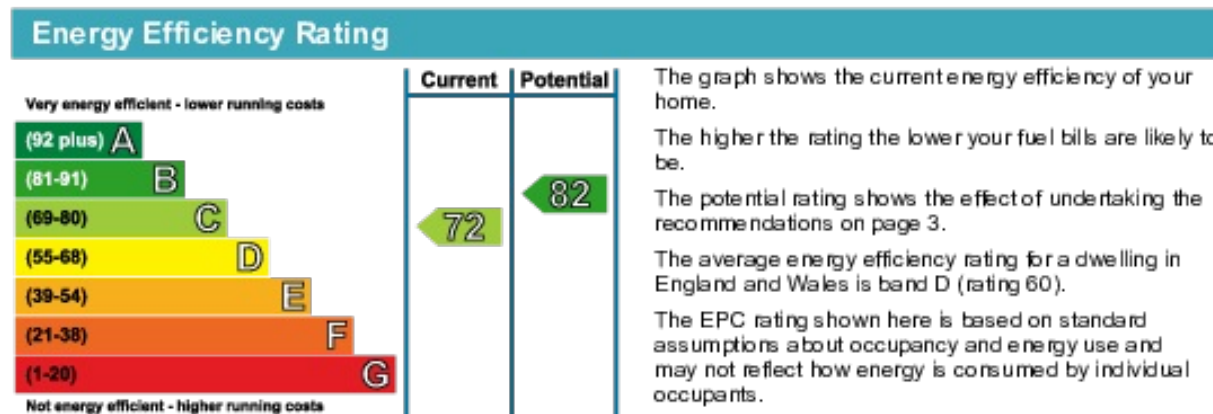 Energy Efficiency Rating
Current Potential
Very energy efficient - lower running costs
(92 plus) A
(81-91) B
(69-80) C
(55-68) D
(39-54) E
(21-38) F
(1-20) G
Not energy efficient - higher running costs
72
82
The graph shows the current energy efficiency of your
home.
The higher the rating the lower your fuel bills are likely to
be.
The potential rating shows the effect of undertaking the
recommendations on page 3.
The average energy efficiency rating for a dwelling in
England and Wales is band D (rating 60).
The EPC rating shown here is based on standard
assumptions about occupancy and energy use and
may not reflect how energy is consumed by individual
occupants.